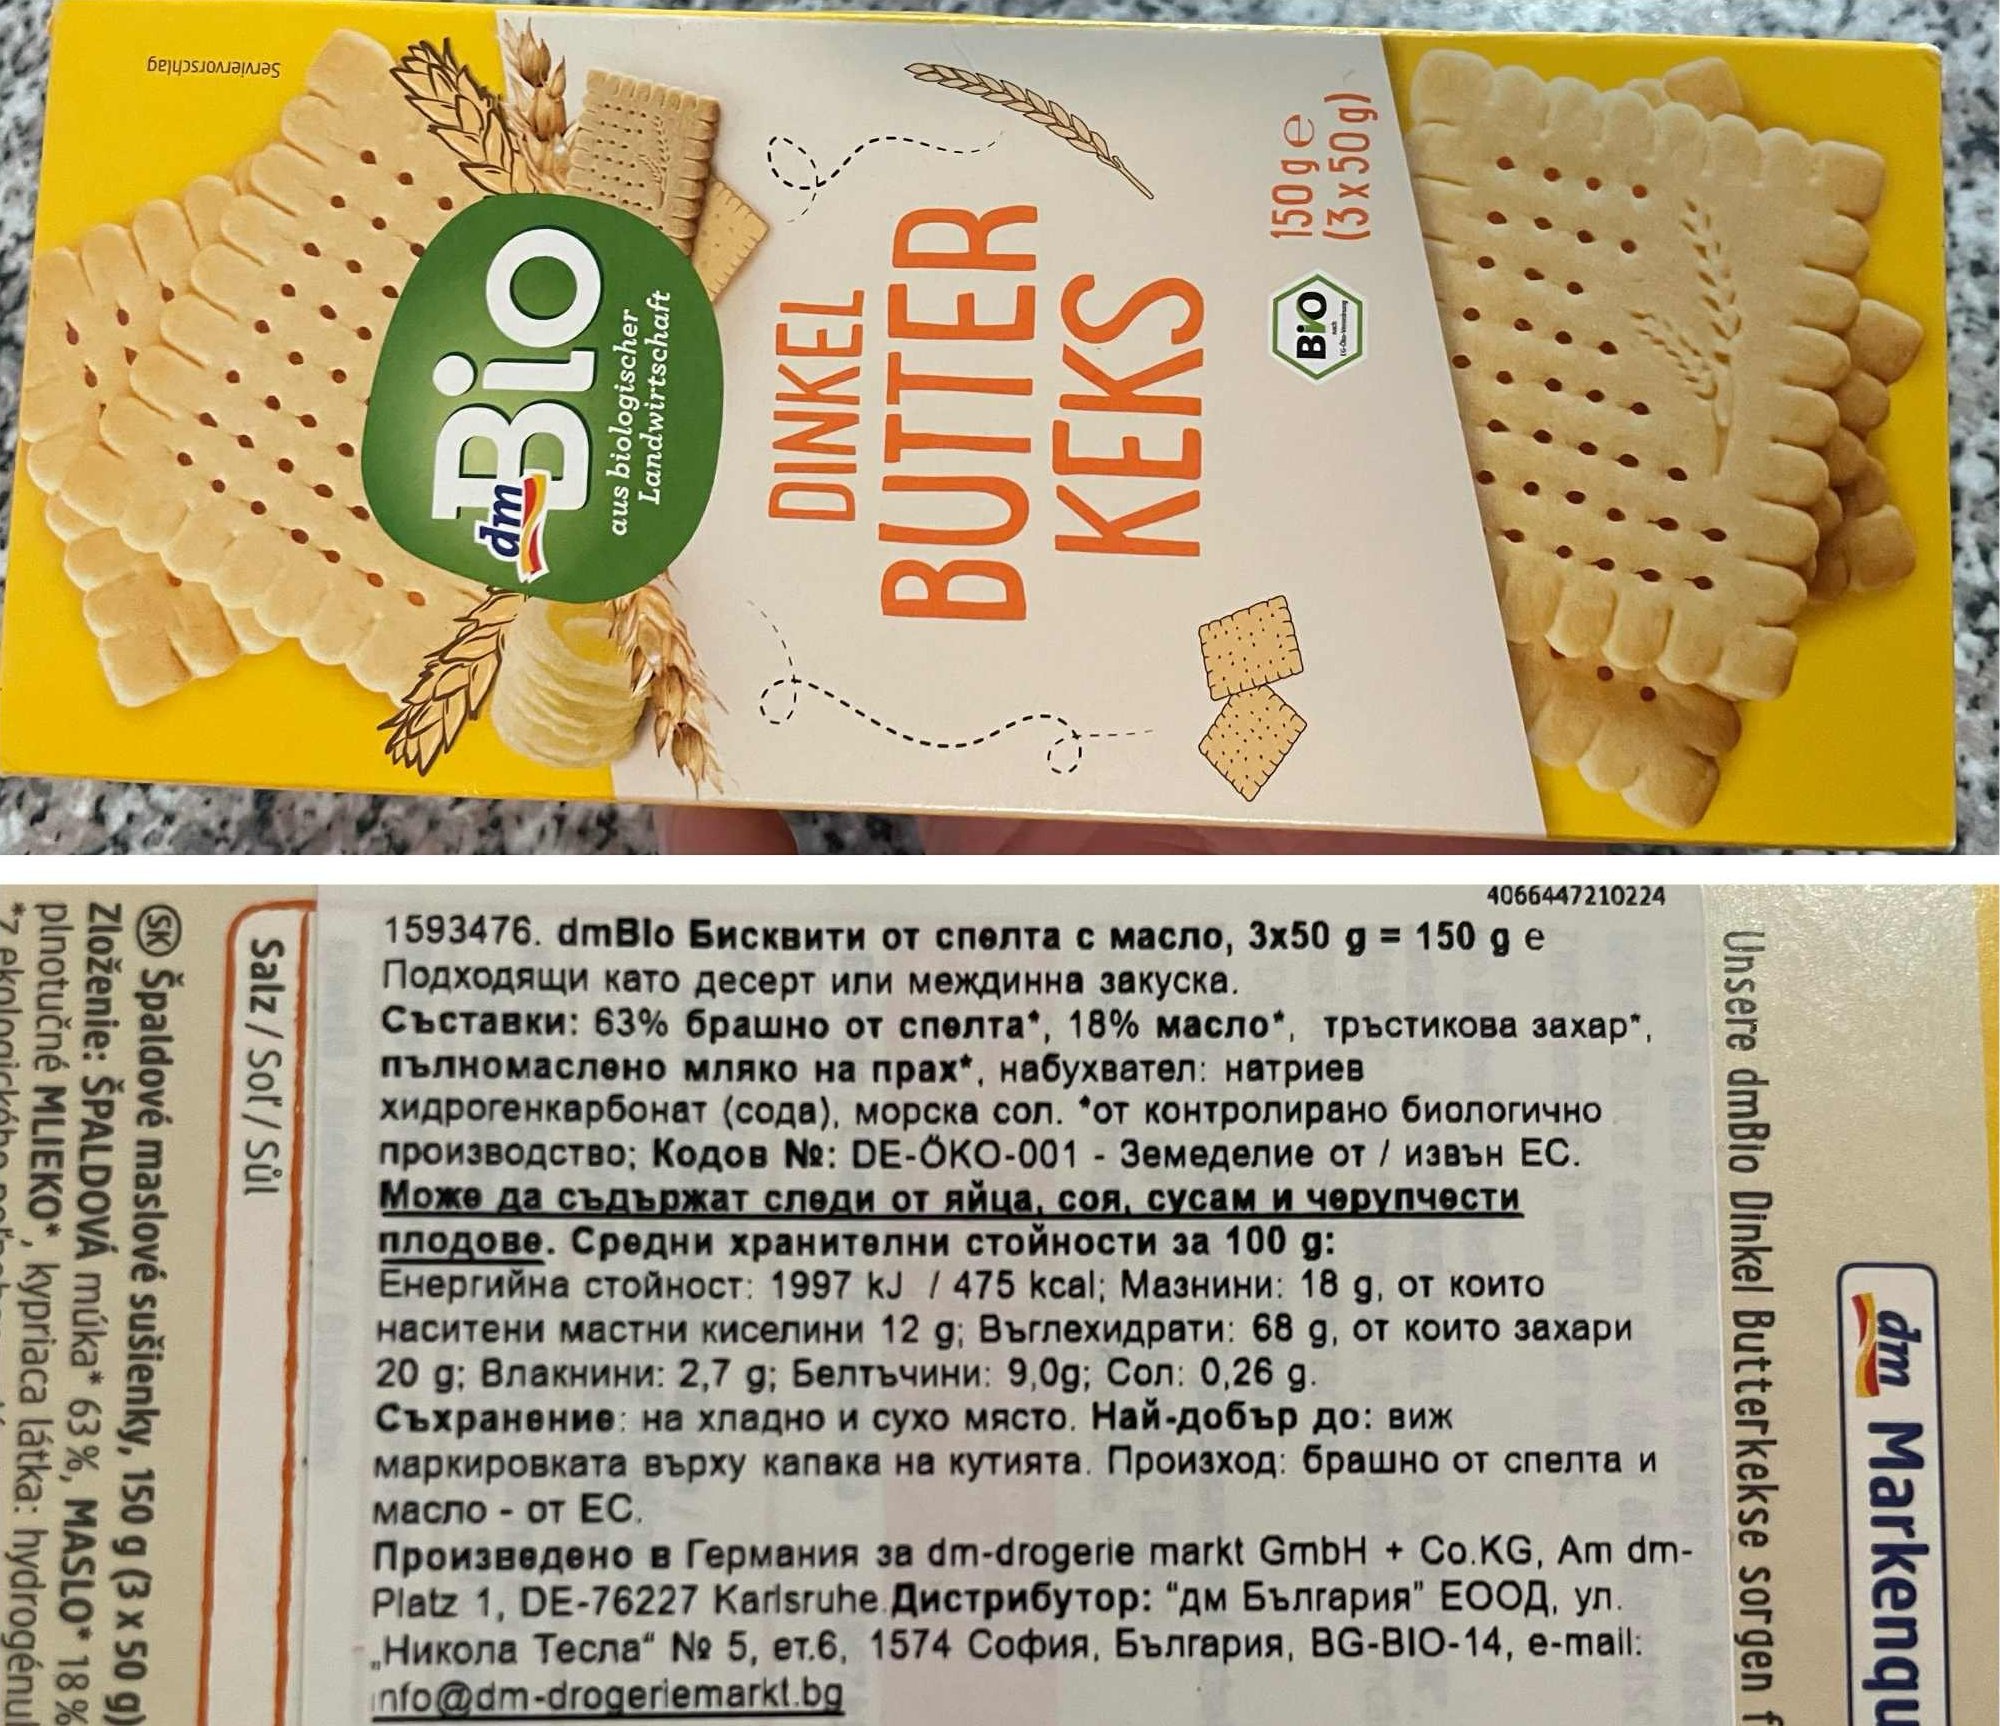 Serviervorschlag
dm Bio
aus biologischer
Landwirtschaft
DINKEL
BUTTER
KEKS
150 g e
(3 x 50 g)
BiO
nach
EG-Öko-Verordnung
4066447210224
1593476. dmBio Бисквити от спелта с масло, 3x50 g = 150 g e
Подходящи като десерт или междинна закуска.
Съставки: 63% брашно от спелта*, 18% масло*, тръстикова захар*,
пълномаслено мляко на прах*, набухвател: натриев
хидрогенкарбонат (сода), морска сол. *от контролирано биологично
производство; Кодов №: DE-ÖKO-001 - Земеделие от / извън ЕС.
Може да съдържат следи от яйца, соя, сусам и черупчести
плодове. Средни хранителни стойности за 100 g:
Енергийна стойност: 1997 kJ / 475 kcal; Мазнини: 18 g, от които
наситени мастни киселини 12 g; Въглехидрати: 68 g, от които захари
20 g; Влакнини: 2,7 g; Белтъчини: 9,0g; Сол: 0,26 g.
Съхранение: на хладно и сухо място. Най-добър до: виж
маркировката върху капака на кутията. Произход: брашно от спелта и
масло - от ЕС.
Произведено в Германия за dm-drogerie markt GmbH + Co.KG, Am dm-
Platz 1, DE-76227 Karlsruhe.Дистрибутор: “дм България” ЕООД, ул.
„Никола Тесла“ № 5, ет.6, 1574 София, България, BG-BIO-14, e-mail:
info@dm-drogeriemarkt.bg
Salz / Soľ / Sůl
SK Špaldové maslové sušienky, 150 g (3 x 50 g)
Zloženie: ŠPALDOVÁ múka* 63 %, MASLO* 18 %
plnotučné MLIEKO*, kypriaca látka: hydrogénu
*z ekologického
Unsere dmBio Dinkel Butterkekse sorgen f
dm Markenqu